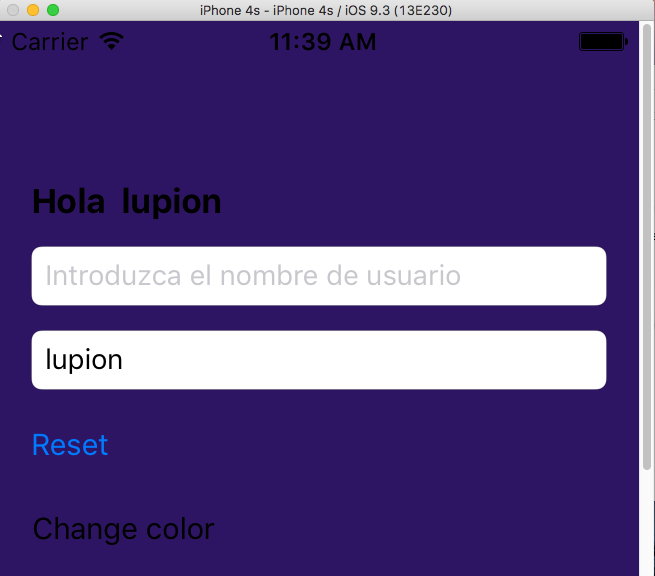 iPhone 4s - iPhone 4s / iOS 9.3 (13E230)
Carrier 11:39 AM
Hola lupion
Introduzca el nombre de usuario
lupion
Reset
Change color